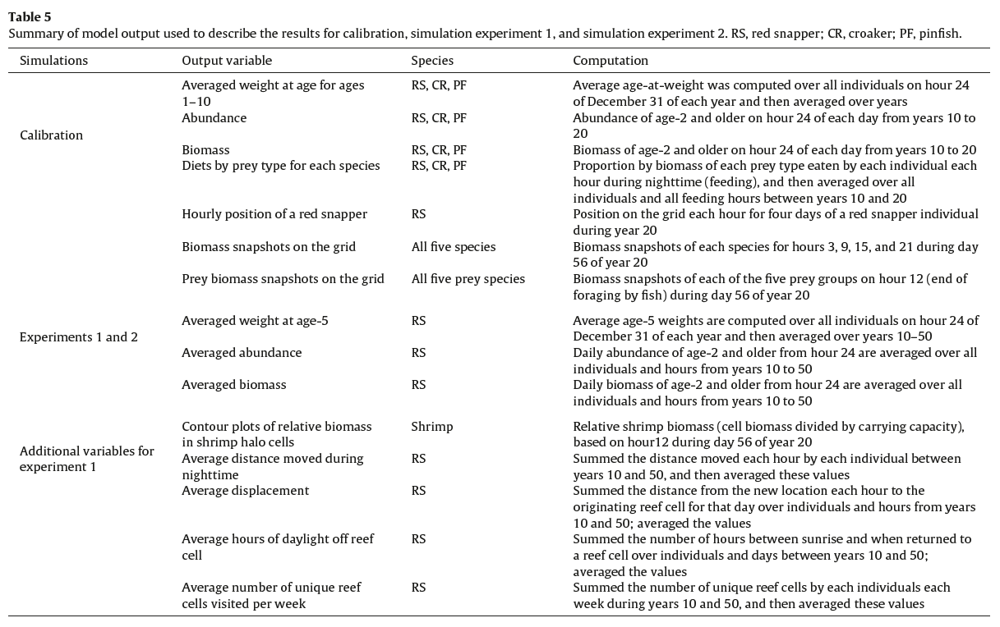 Table 5
Summary of model output used to describe the results for calibration, simulation experiment 1, and simulation experiment 2. RS, red snapper; CR, croaker; PF, pinfish.
Simulations Output variable Species Computation
Calibration
Averaged weight at age for ages
1–10
RS, CR, PF
Average age-at-weight was computed over all individuals on hour 24
of December 31 of each year and then averaged over years
Abundance
RS, CR, PF
Abundance of age-2 and older on hour 24 of each day from years 10 to
20
Biomass
RS, CR, PF
Biomass of age-2 and older on hour 24 of each day from years 10 to 20
Diets by prey type for each species
RS, CR, PF
Proportion by biomass of each prey type eaten by each individual each
hour during nighttime (feeding), and then averaged over all
individuals and all feeding hours between years 10 and 20
Hourly position of a red snapper
RS
Position on the grid each hour for four days of a red snapper individual
during year 20
Biomass snapshots on the grid
All five species
Biomass snapshots of each species for hours 3, 9, 15, and 21 during day
56 of year 20
Prey biomass snapshots on the grid
All five prey species
Biomass snapshots of each of the five prey groups on hour 12 (end of
foraging by fish) during day 56 of year 20
Experiments 1 and 2
Averaged weight at age-5
RS
Average age-5 weights are computed over all individuals on hour 24 of
December 31 of each year and then averaged over years 10–50
Averaged abundance
RS
Daily abundance of age-2 and older from hour 24 are averaged over all
individuals and hours from years 10 to 50
Averaged biomass
RS
Daily biomass of age-2 and older from hour 24 are averaged over all
individuals and hours from years 10 to 50
Additional variables for
experiment 1
Contour plots of relative biomass
in shrimp halo cells
Shrimp
Relative shrimp biomass (cell biomass divided by carrying capacity),
based on hour12 during day 56 of year 20
Average distance moved during
nighttime
RS
Summed the distance moved each hour by each individual between
years 10 and 50, and then averaged these values
Average displacement
RS
Summed the distance from the new location each hour to the
originating reef cell for that day over individuals and hours from years
10 and 50; averaged the values
Average hours of daylight off reef
cell
RS
Summed the number of hours between sunrise and when returned to
a reef cell over individuals and days between years 10 and 50;
averaged the values
Average number of unique reef
cells visited per week
RS
Summed the number of unique reef cells by each individuals each
week during years 10 and 50, and then averaged these values